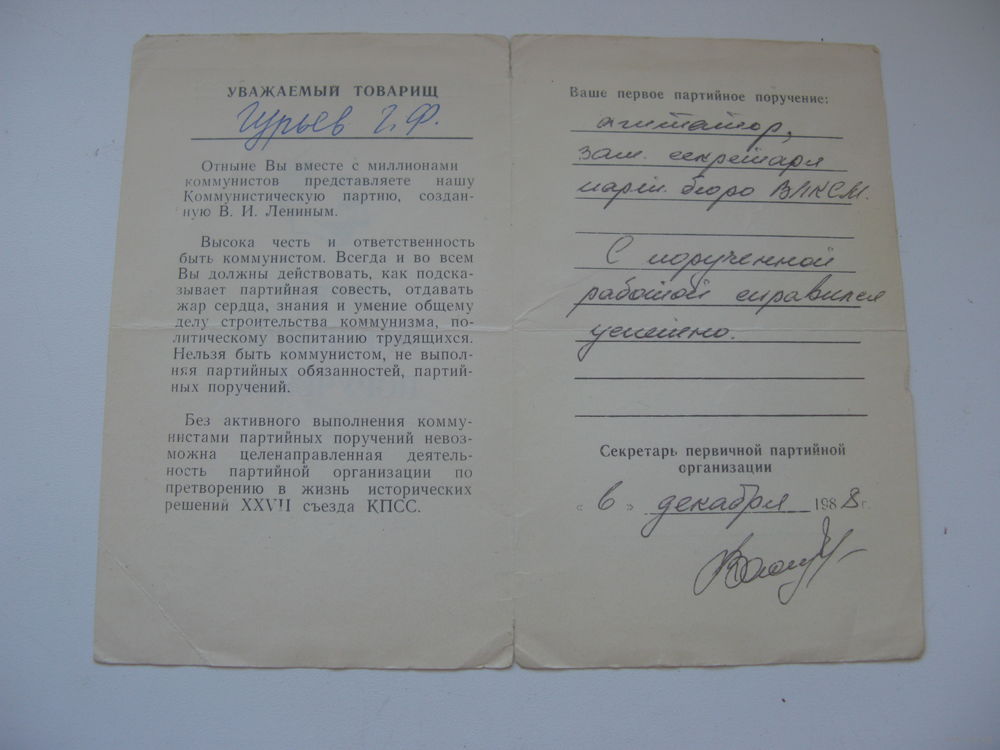 УВАЖАЕМЫЙ ТОВАРИЩ
Гурьев Г.Ф.
Отныне Вы вместе с миллионами
коммунистов представляете нашу
Коммунистическую партию, создан-
ную В. И. Лениным.
Высока честь и ответственность
быть коммунистом. Всегда и во всем
Вы должны действовать, как подска-
зывает партийная совесть, отдавать
жар сердца, знания и умение общему
делу строительства коммунизма, по-
литическому воспитанию трудящихся.
Нельзя быть коммунистом, не выпол-
няя партийных обязанностей, партий-
ных поручений.
Без активного выполнения комму-
нистами партийных поручений невоз-
можна целенаправленная деятель-
ность партийной организации по
претворению в жизнь исторических
решений XXVII съезда КПСС.
Ваше первое партийное поручение:
агитатор,
зам. секретаря
парт. бюро ВЛКСМ.
С порученной
работой справился
успешно.
Секретарь первичной партийной
организации
« 6 » декабря 1988 г.